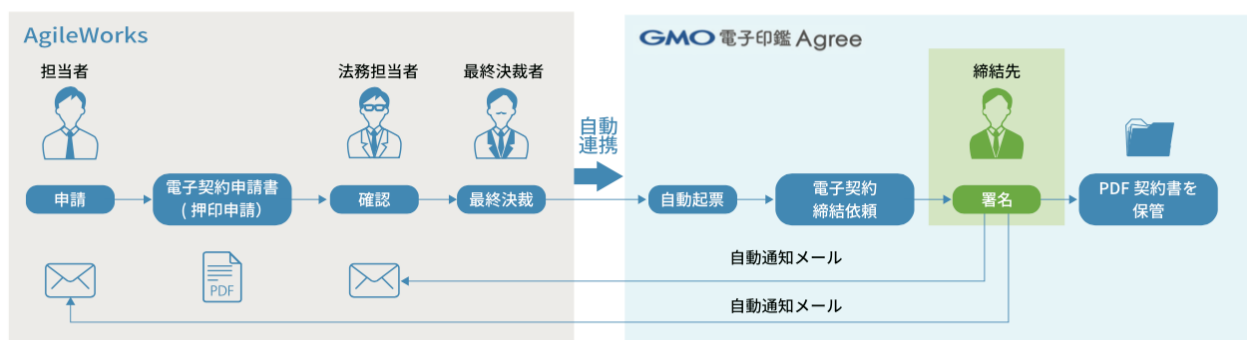 AgileWorks
担当者
法務担当者
最終決裁者
申請
電子契約申請書
( 押印申請）
確認
最終決裁
PDF
自動
連携
GMO 電子印鑑 Agree
締結先
自動起票
電子契約
締結依頼
署名
PDF 契約書を
保管
自動通知メール
自動通知メール